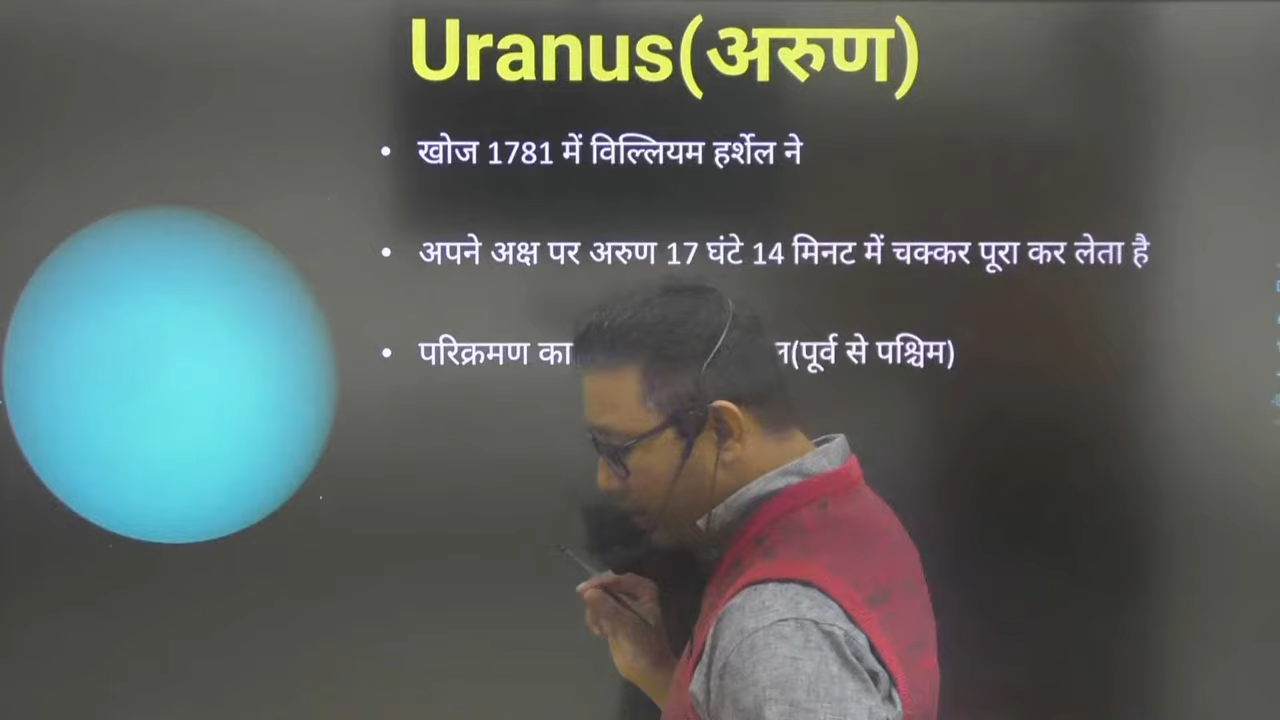 Uranus(अरुण)
• खोज 1781 में विल्लियम हर्शेल ने
• अपने अक्ष पर अरुण 17 घंटे 14 मिनट में चक्कर पूरा कर लेता है
• परिक्रमण (पूर्व से पश्चिम)